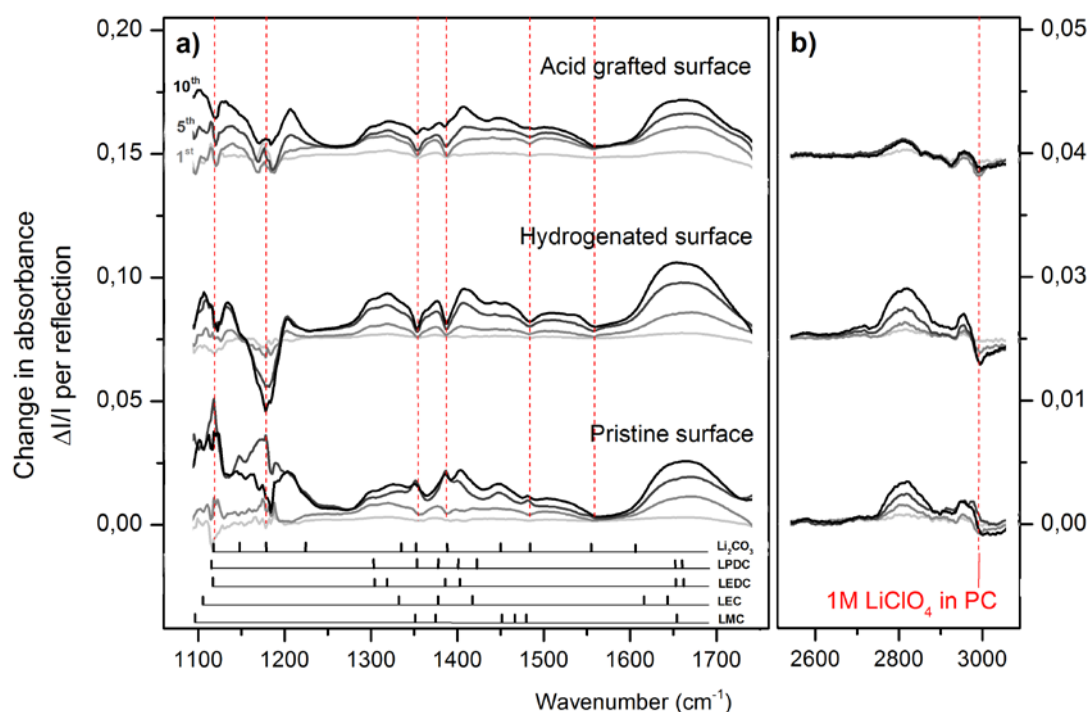 a)
b)
Acid grafted surface
10th
5th
1st
Hydrogenated surface
Pristine surface
0,20
0,15
0,10
0,05
0,00
Change in absorbance
ΔI/I per reflection
0,05
0,04
0,03
0,01
0,00
Li2CO3
LPDC
LEDC
LEC
LMC
1M LiClO4 in PC
1100 1200 1300 1400 1500 1600 1700
2600 2800 3000
Wavenumber (cm-1)